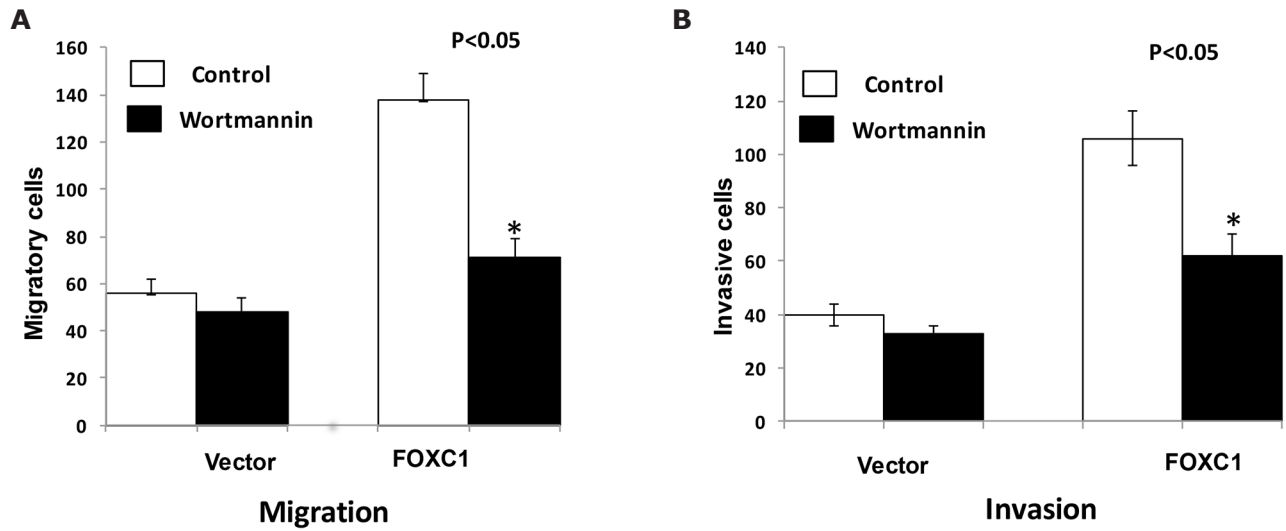 A
160
140
120
100
80
60
40
20
0
Migratory cells
Control
Wortmannin
P<0.05
*
Vector
FOXC1
Migration
B
140
120
100
80
60
40
20
0
Invasive cells
Control
Wortmannin
P<0.05
*
Vector
FOXC1
Invasion